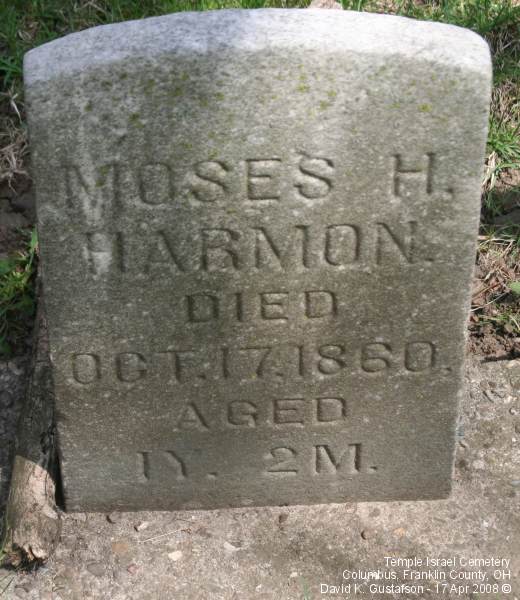 MOSES H.
HARMON.
DIED
OCT.17,1860.
AGED
1Y. 2M.
Temple Israel Cemetery
Columbus, Franklin County, OH
David K. Gustafson - 17 Apr 2008 ©